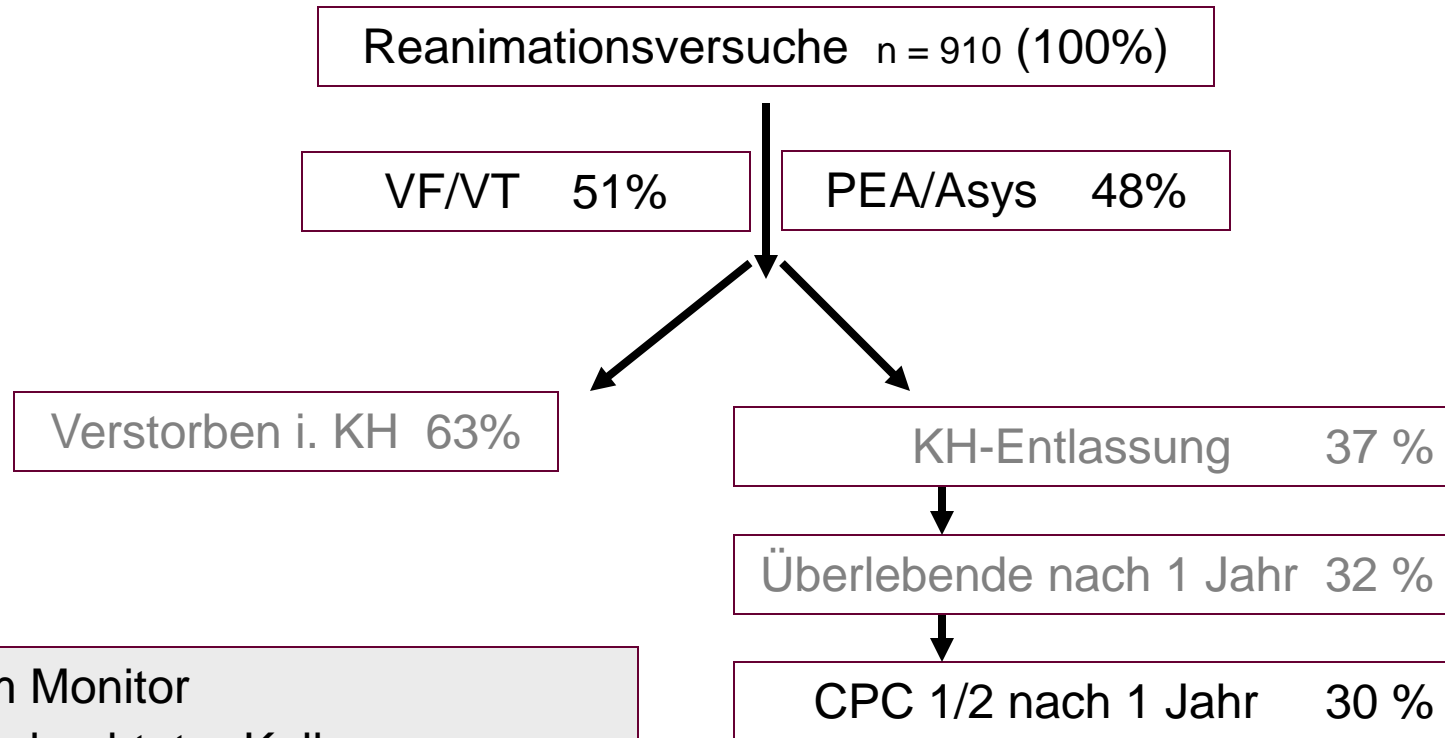 Reanimationsversuche n = 910 (100%)
VF/VT 51%
PEA/Asys 48%
Verstorben i. KH 63%
KH-Entlassung 37 %
Überlebende nach 1 Jahr 32 %
CPC 1/2 nach 1 Jahr 30 %
Monitor